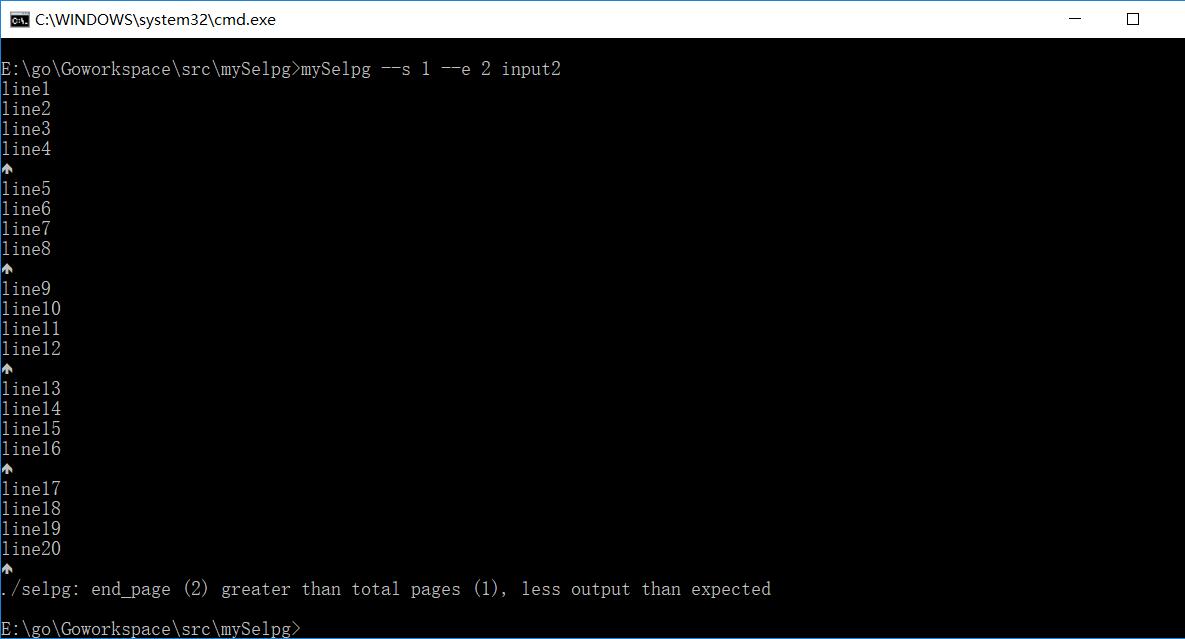 C:\WINDOWS\system32\cmd.exe
E:\go\Goworkspace\src\mySelpg>mySelpg --s 1 --e 2 input2
line1
line2
line3
line4
♠
line5
line6
line7
line8
♠
line9
line10
line11
line12
♠
line13
line14
line15
line16
♠
line17
line18
line19
line20
♠
./selpg: end_page (2) greater than total pages (1), less output than expected
E:\go\Goworkspace\src\mySelpg>